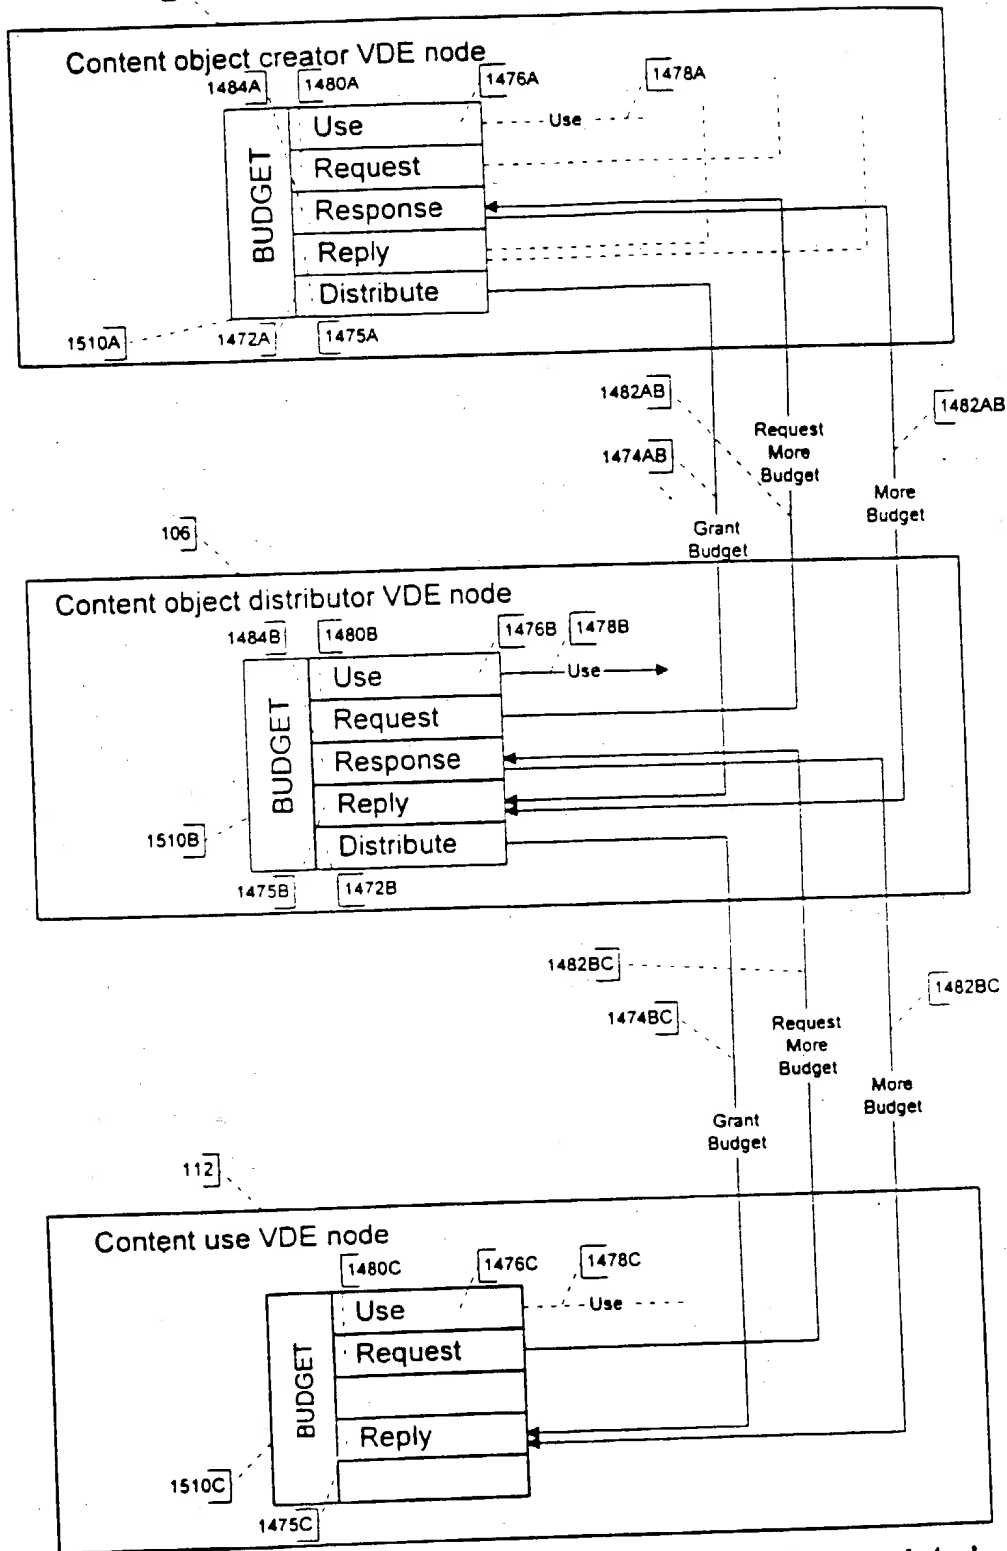 Content object creator VDE node
1484A
1480A
1476A
1478A
BUDGET
Use
Use
Request
Response
Reply
Distribute
1510A
1472A
1475A
1482AB
1482AB
1474AB
Request
More
Budget
More
Budget
Grant
Budget
106
Content object distributor VDE node
1484B
1480B
1476B
1478B
BUDGET
Use
Use
Request
Response
Reply
Distribute
1510B
1475B
1472B
1482BC
1482BC
1474BC
Request
More
Budget
More
Budget
Grant
Budget
112
Content use VDE node
1480C
1476C
1478C
BUDGET
Use
Use
Request
Reply
1510C
1475C